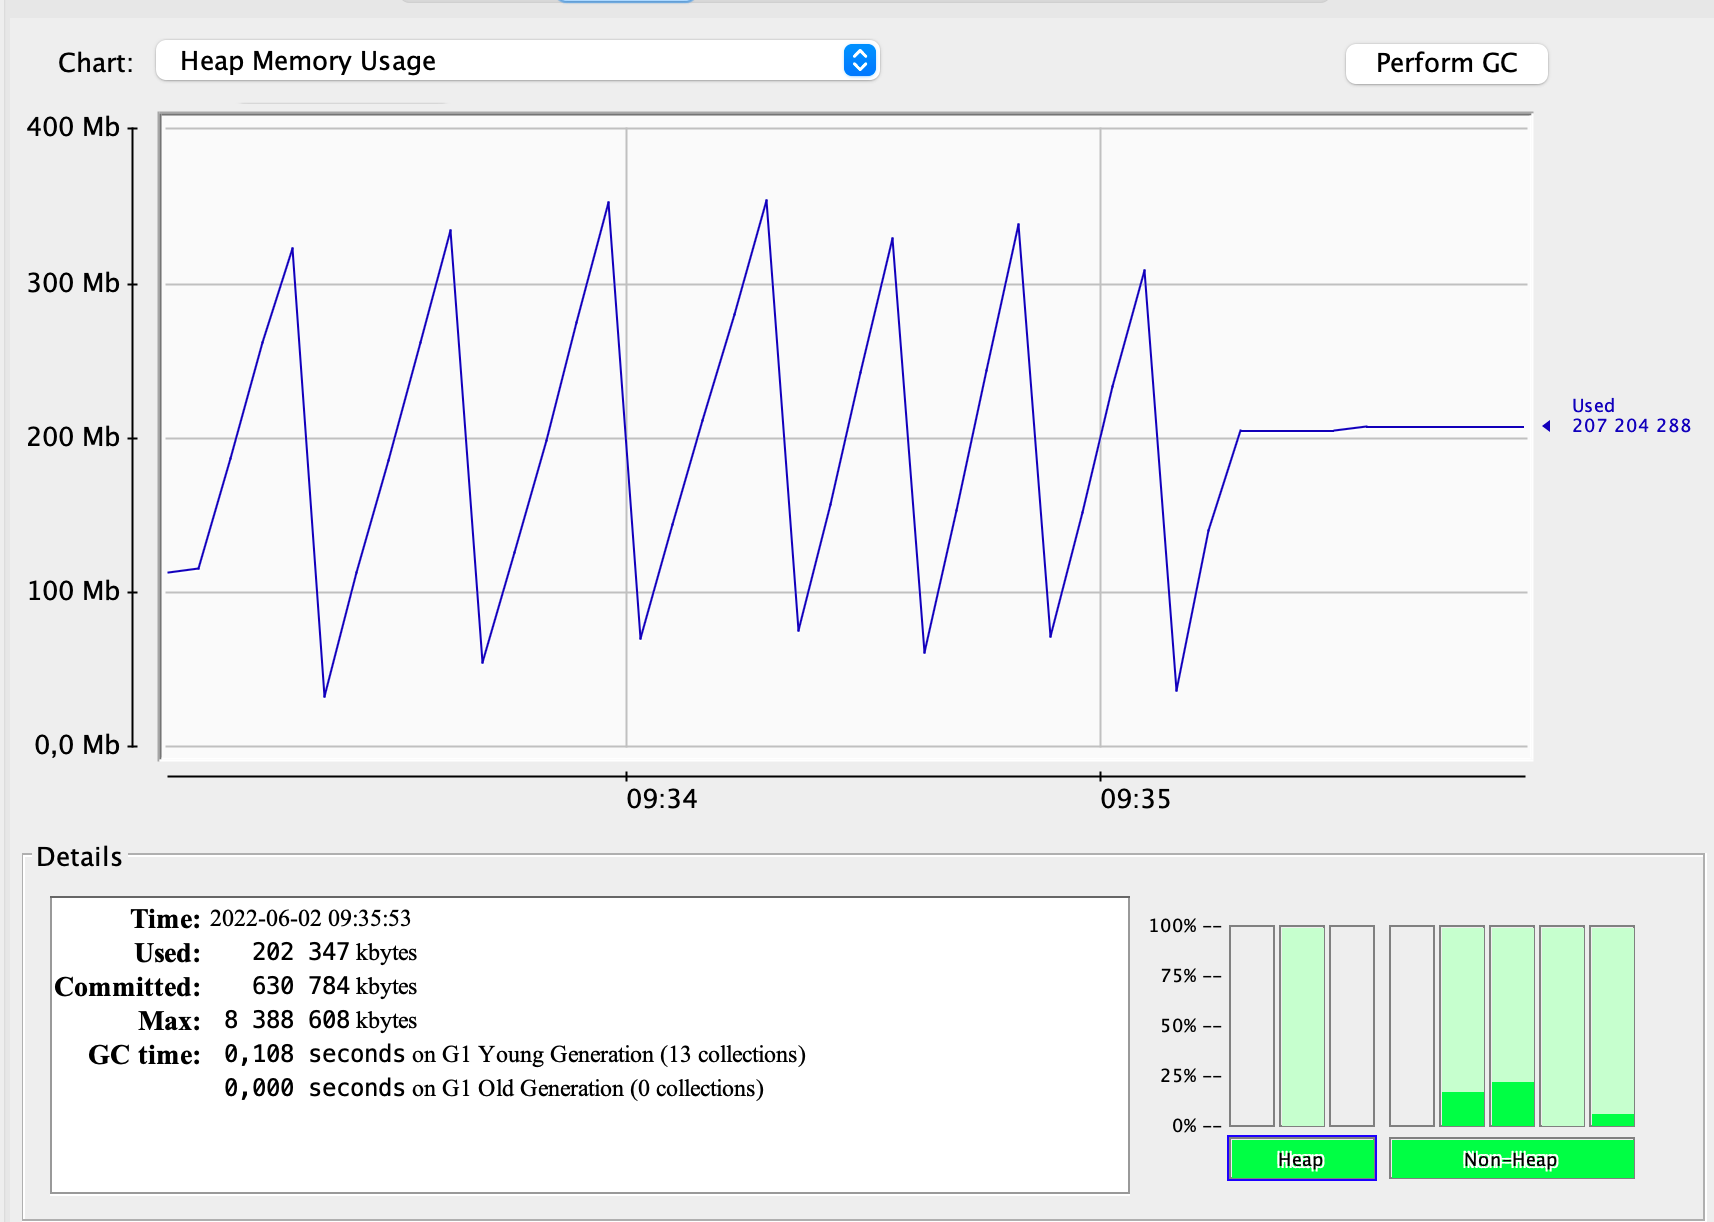 Chart: Heap Memory Usage Perform GC
400 Mb
300 Mb
200 Mb
100 Mb
0,0 Mb
Used
207 204 288
09:34 09:35
Details
Time: 2022-06-02 09:35:53
Used: 202 347 kbytes
Committed: 630 784 kbytes
Max: 8 388 608 kbytes
GC time: 0,108 seconds on G1 Young Generation (13 collections)
0,000 seconds on G1 Old Generation (0 collections)
100% --
75% --
50% --
25% --
0% --
Heap Non-Heap